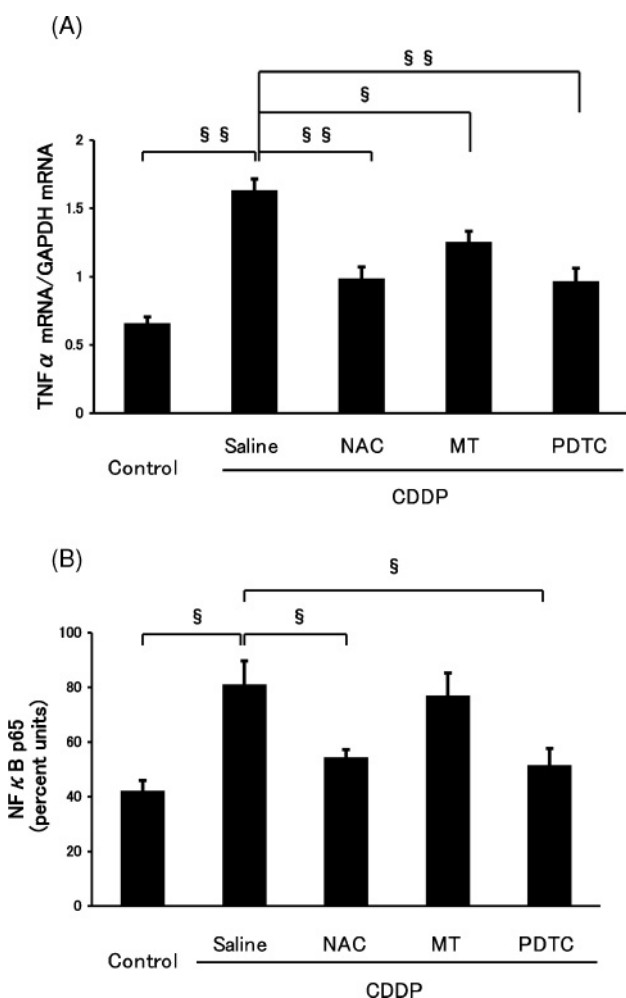 (A)
§ §
§
§ § § §
2
1.5
1
0.5
0
TNF α mRNA/GAPDH mRNA
Control Saline NAC MT PDTC
CDDP
(B)
§
§ §
100
80
60
40
20
0
NF κ B p65
(percent units)
Control Saline NAC MT PDTC
CDDP